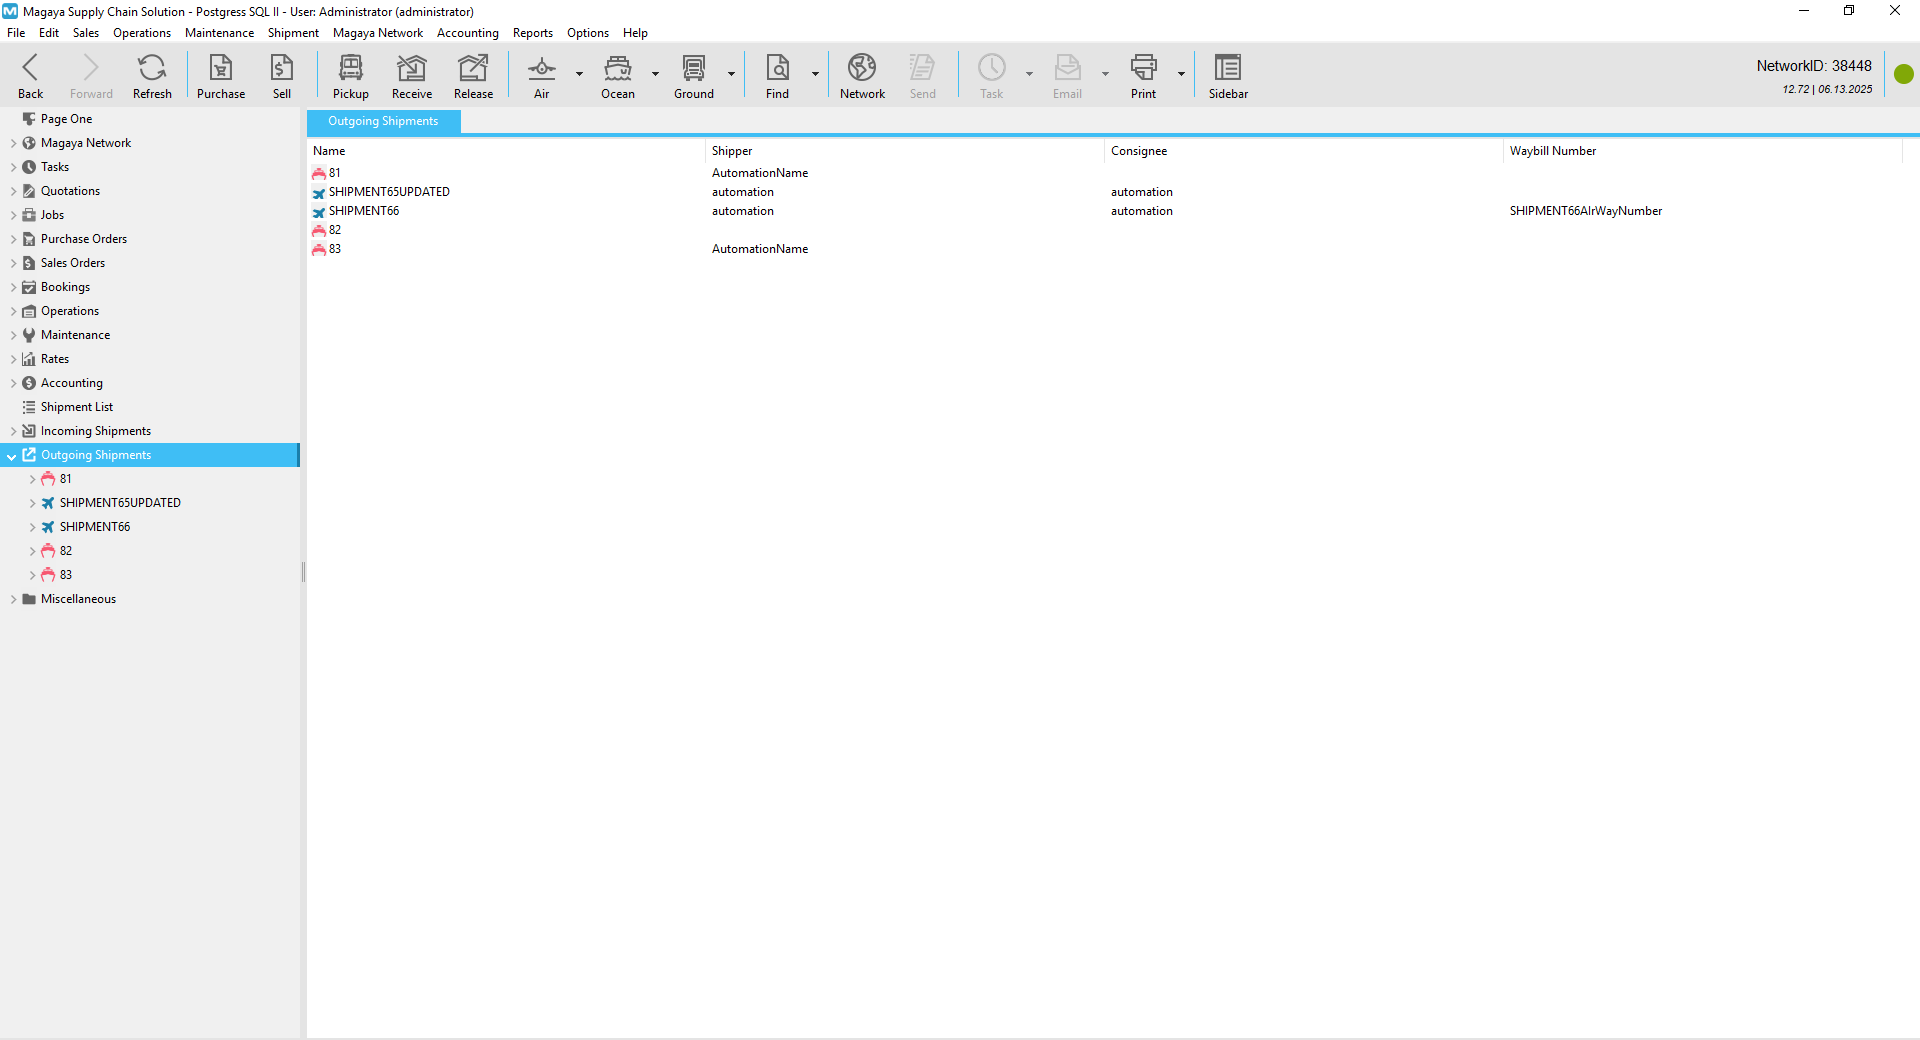 Magaya Supply Chain Solution - Postgress SQL II - User: Administrator (administrator)
File Edit Sales Operations Maintenance Shipment Magaya Network Accounting Reports Options Help
Back Forward Refresh Purchase Sell Pickup Receive Release Air Ocean Ground Find Network Send Task Email Print Sidebar
NetworkID: 38448
12.72 | 06.13.2025
Page One
Magaya Network
Tasks
Quotations
Jobs
Purchase Orders
Sales Orders
Bookings
Operations
Maintenance
Rates
Accounting
Shipment List
Incoming Shipments
Outgoing Shipments
81
SHIPMENT65UPDATED
SHIPMENT66
82
83
Miscellaneous
Outgoing Shipments
Name Shipper Consignee Waybill Number
81 AutomationName
SHIPMENT65UPDATED automation automation
SHIPMENT66 automation automation SHIPMENT66AIrWayNumber
82
83 AutomationName